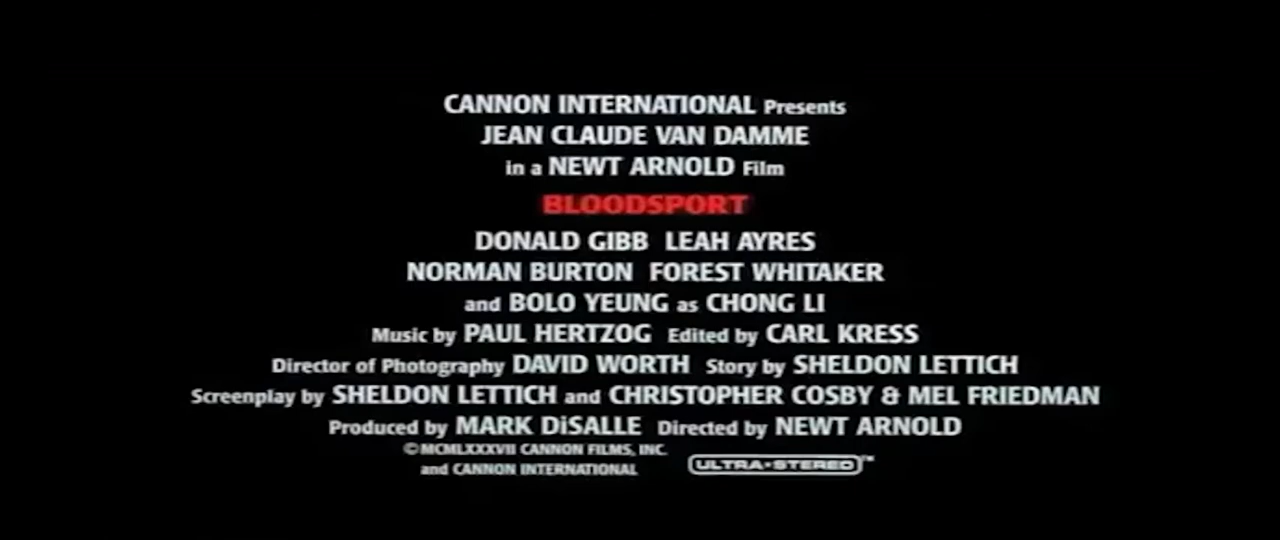 CANNON INTERNATIONAL Presents
JEAN CLAUDE VAN DAMME
in a NEWT ARNOLD Film
BLOODSPORT
DONALD GIBB LEAH AYRES
NORMAN BURTON FOREST WHITAKER
and BOLO YEUNG as CHONG LI
Music by PAUL HERTZOG Edited by CARL KRESS
Director of Photography DAVID WORTH Story by SHELDON LETTICH
Screenplay by SHELDON LETTICH and CHRISTOPHER COSBY & MEL FRIEDMAN
Produced by MARK DiSALLE Directed by NEWT ARNOLD
©MCMLXXXVII CANNON FILMS, INC.
and CANNON INTERNATIONAL
ULTRA•STEREO™